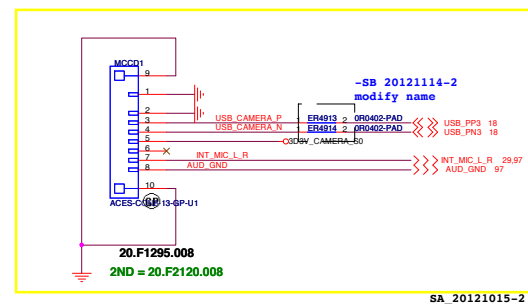 MCCD1
-SB 20121114-2
modify name
9
1
2
3 USB_CAMERA_P 1 ER4913 2 0R0402-PAD USB_PP3 18
4 USB_CAMERA_N 1 ER4914 2 0R0402-PAD USB_PN3 18
5 3D3V_CAMERA_S0
6
7 INT_MIC_L_R INT_MIC_L_R 29,97
8 AUD_GND AUD_GND 97
10
20.F1295.008
2ND = 20.F2120.008
SA_20121015-2